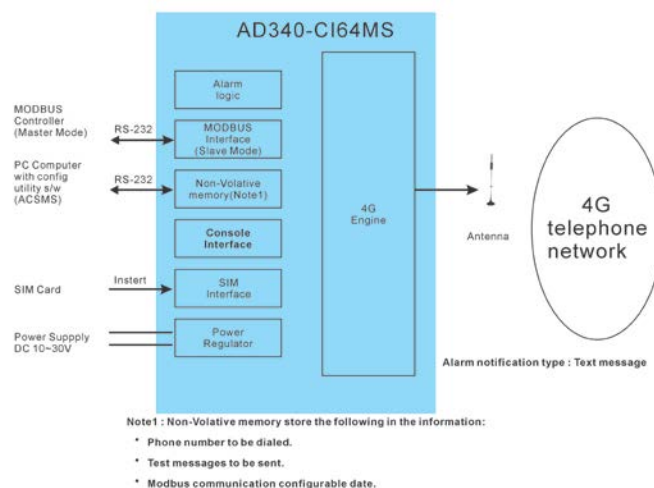 AD340-CI64MS
Alarm
logic
MODBUS
Controller
(Master Mode)
RS-232
MODBUS
Interface
(Slave Mode)
PC Computer
with config
utility s/w
(ACSMS)
RS-232
Non-Volative
memory(Note1)
Console
Interface
SIM Card
Instert
SIM
Interface
Power Suppply
DC 10~30V
Power
Regulator
4G
Engine
Antenna
4G
telephone
network
Alarm notification type : Text message
Note1 : Non-Volative memory store the following in the information:
* Phone number to be dialed.
* Test messages to be sent.
* Modbus communication configurable date.